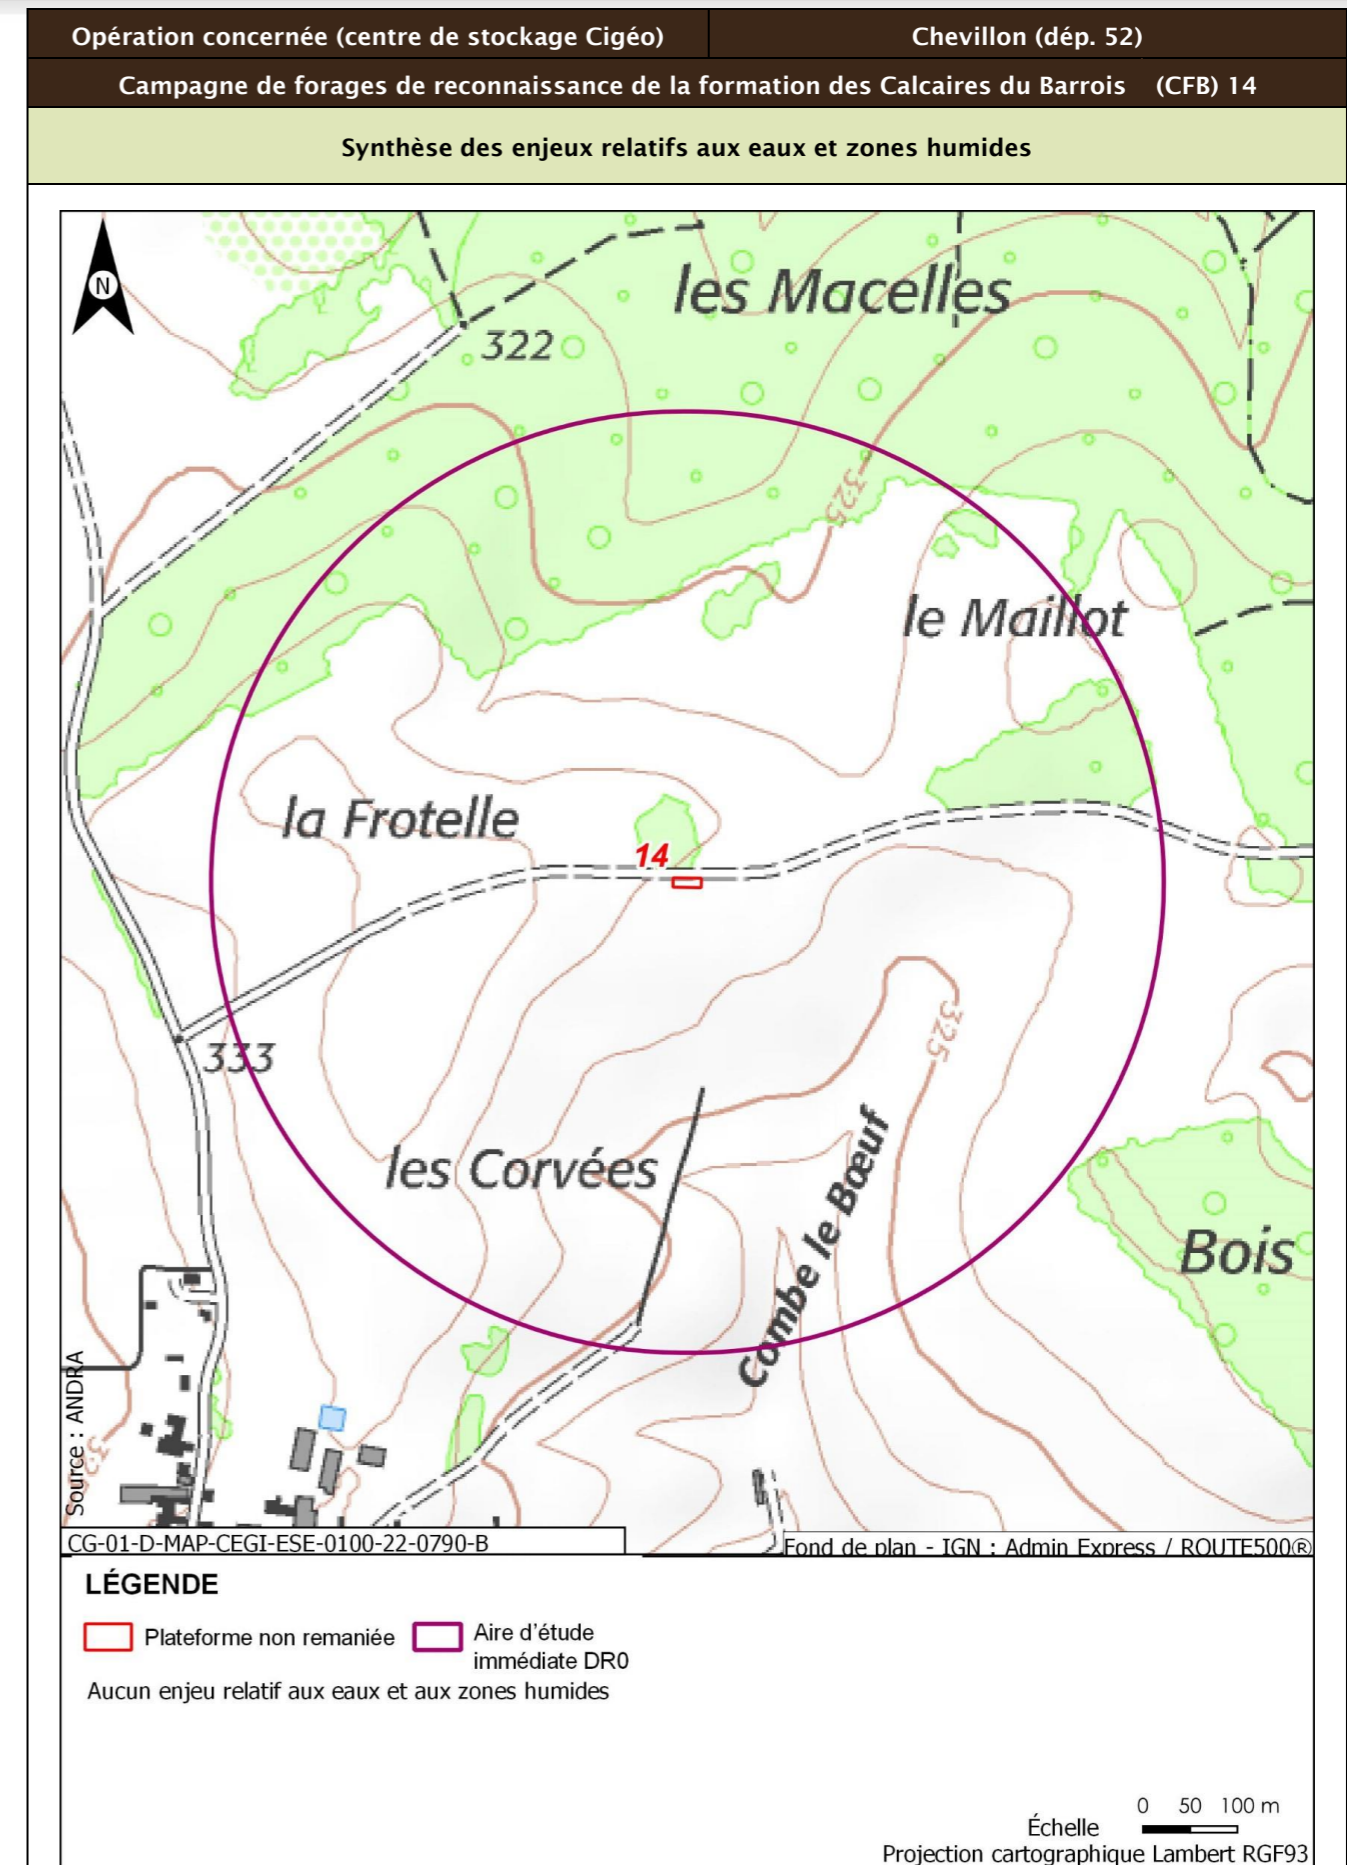 Opération concernée (centre de stockage Cigéo) Chevillon (dép. 52)
Campagne de forages de reconnaissance de la formation des Calcaires du Barrois (CFB) 14
Synthèse des enjeux relatifs aux eaux et zones humides
N
les Macelles
322
325
le Maillot
la Frotelle
14
333
325
les Corvées
Combe le Bœuf
Bois
Source : ANDRA
CG-01-D-MAP-CEGI-ESE-0100-22-0790-B
Fond de plan - IGN : Admin Express / ROUTE500®
LÉGENDE
Plateforme non remaniée
Aire d'étude
immédiate DR0
Aucun enjeu relatif aux eaux et aux zones humides
0 50 100 m
Échelle
Projection cartographique Lambert RGF93